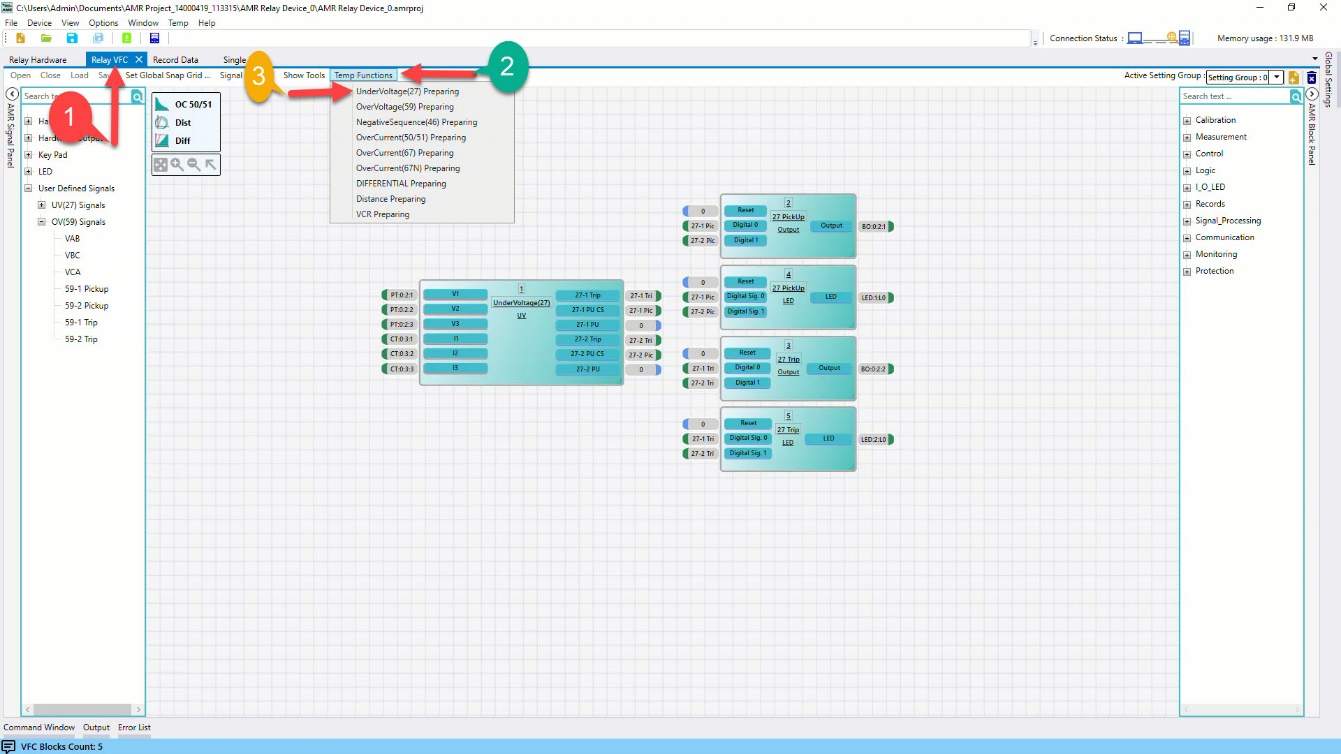 C:\Users\Admin\Documents\AMR Project_14000419_113315\AMR Relay Device_0\AMR Relay Device_0.amrproj
File Device View Options Window Temp Help
Connection Status : Memory usage : 131.9 MB
Relay Hardware Relay VFC Record Data Single
Open Close Load Set Global Snap Grid ... Signal Show Tools Temp Functions
Active Setting Group : Setting Group : 0
1
2
3
Global Settings
AMR Signal Panel
Search
Key Pad
LED
User Defined Signals
UV(27) Signals
OV(59) Signals
VAB
VBC
VCA
59-1 Pickup
59-2 Pickup
59-1 Trip
59-2 Trip
OC 50/51
Dist
Diff
UnderVoltage(27) Preparing
OverVoltage(59) Preparing
NegativeSequence(46) Preparing
OverCurrent(50/51) Preparing
OverCurrent(67) Preparing
OverCurrent(67N) Preparing
DIFFERENTIAL Preparing
Distance Preparing
VCR Preparing
1
UnderVoltage(27)
UV
PT:0:2:1 V1 27-1 Trip 27-1 Tri
PT:0:2:2 V2 27-1 PU CS 27-1 Pic
PT:0:2:3 V3 27-1 PU 0
CT:0:3:1 I1 27-2 Trip 27-2 Tri
CT:0:3:2 I2 27-2 PU CS 27-2 Pic
CT:0:3:3 I3 27-2 PU 0
2
27 PickUp
Output
0 Reset
27-1 Pic Digital 0 Output BO:0:2:1
27-2 Pic Digital 1
4
27 PickUp
LED
0 Reset
27-1 Pic Digital Sig. 0 LED LED:1:L0
27-2 Pic Digital Sig. 1
3
27 Trip
Output
0 Reset
27-1 Tri Digital 0 Output BO:0:2:2
27-2 Tri Digital 1
5
27 Trip
LED
0 Reset
27-1 Tri Digital Sig. 0 LED LED:2:L0
27-2 Tri Digital Sig. 1
AMR Block Panel
Search text ...
Calibration
Measurement
Control
Logic
I_O_LED
Records
Signal_Processing
Communication
Monitoring
Protection
Command Window Output Error List
VFC Blocks Count: 5